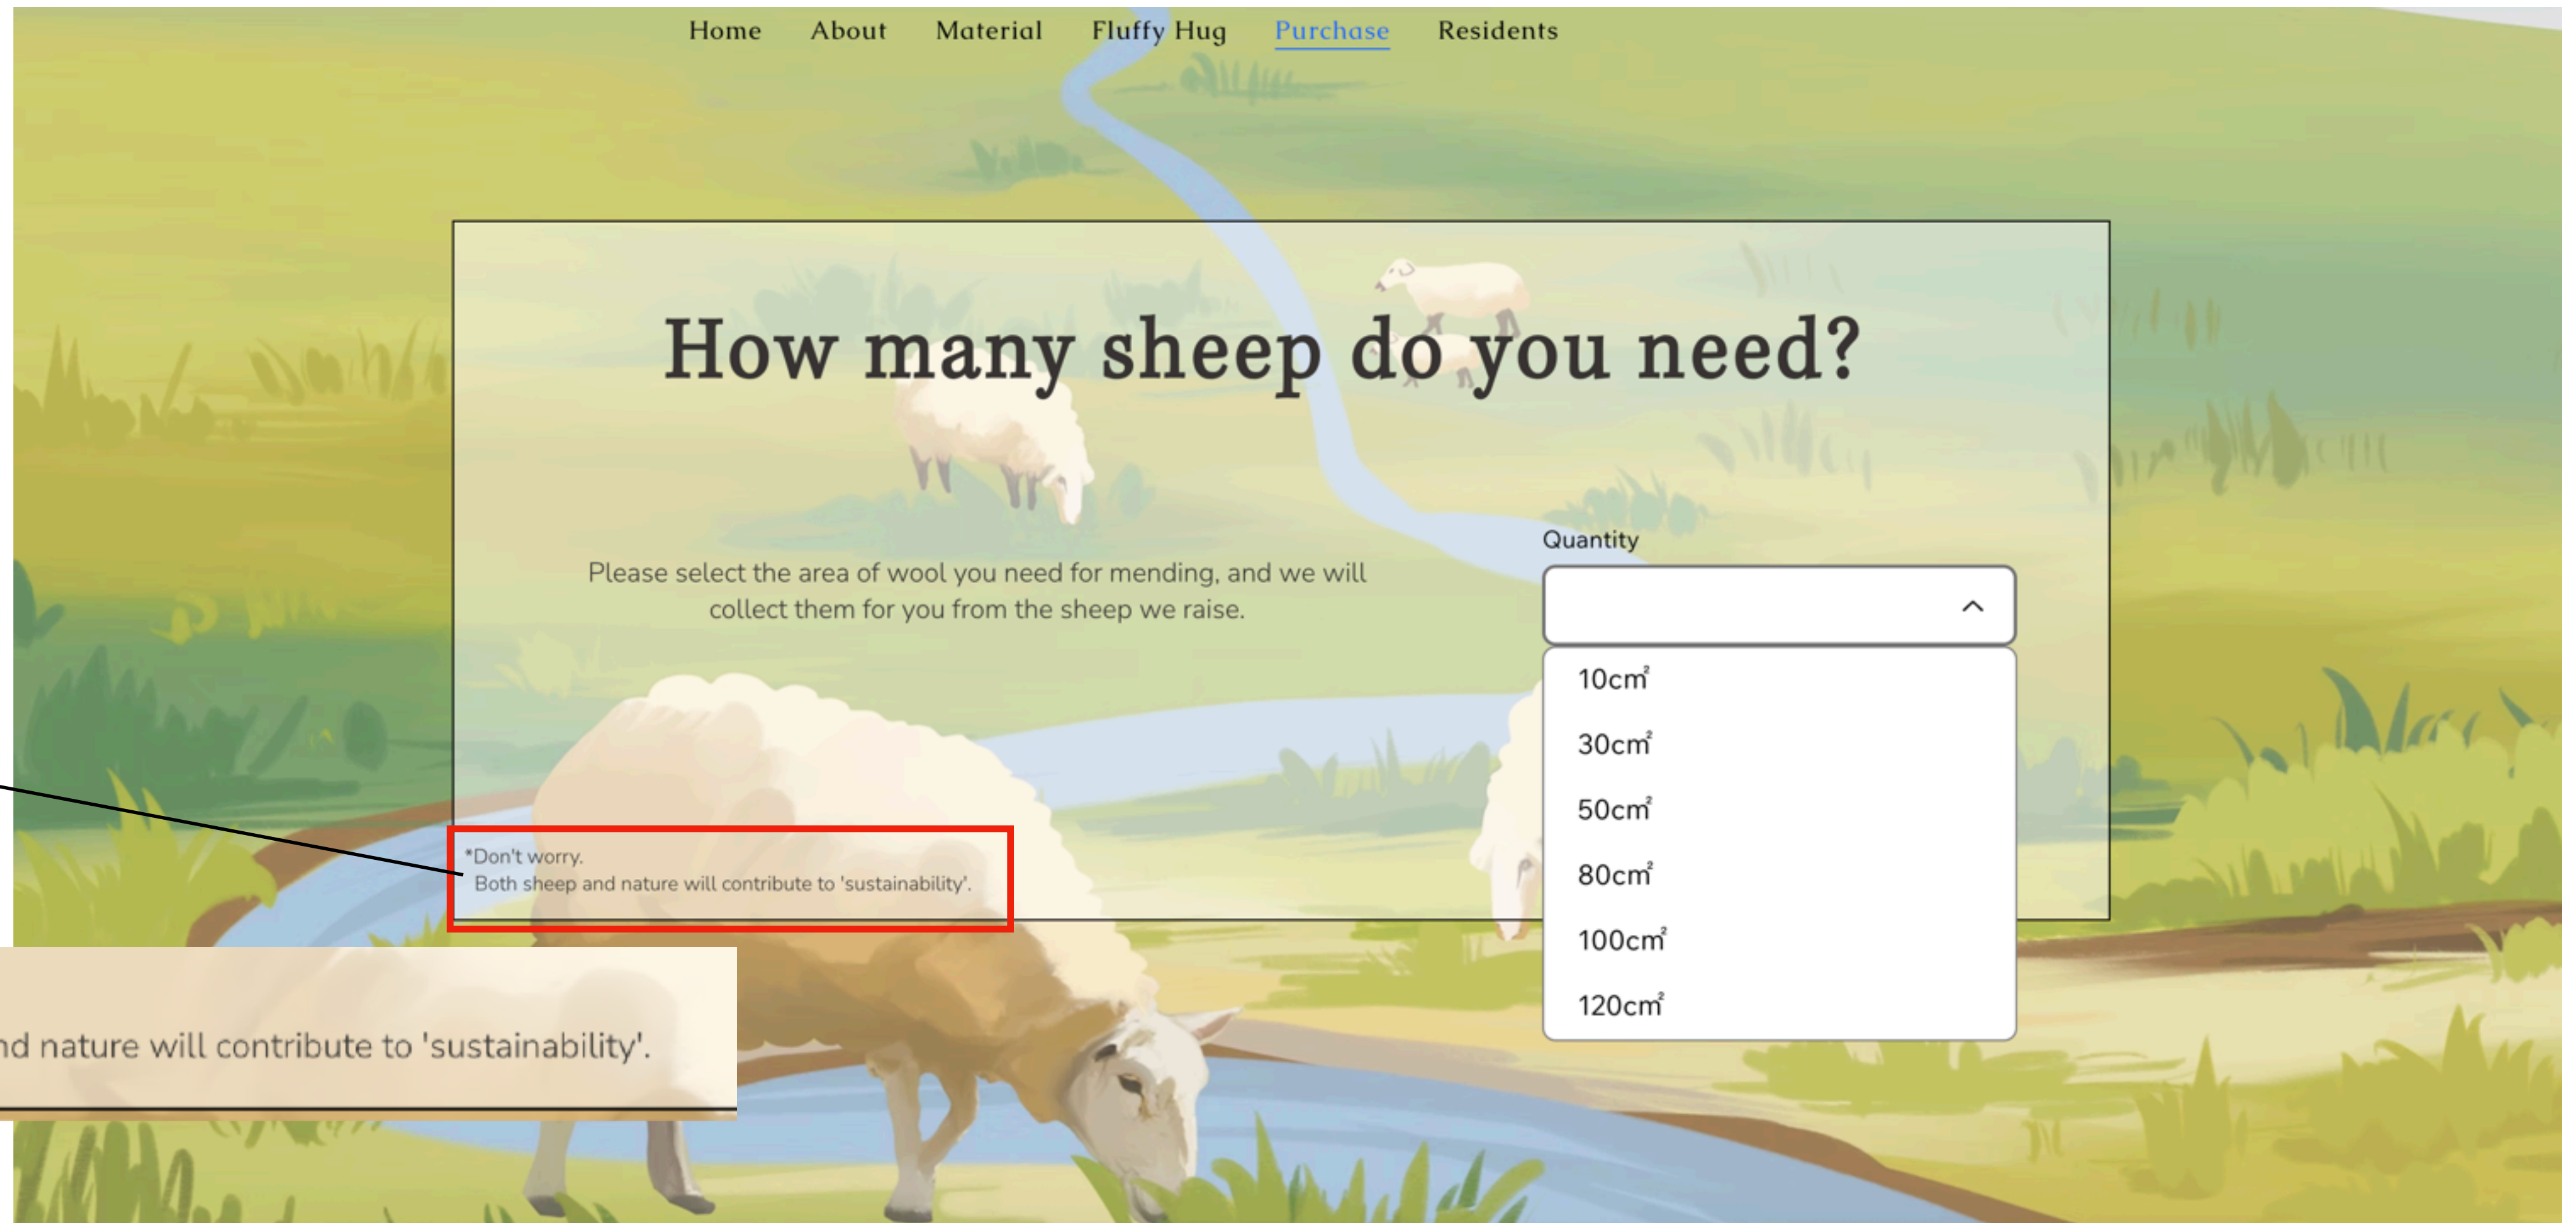 Home About Material Fluffy Hug Purchase Residents
How many sheep do you need?
Please select the area of wool you need for mending, and we will
collect them for you from the sheep we raise.
Quantity
10cm²
30cm²
50cm²
80cm²
100cm²
120cm²
*Don't worry.
Both sheep and nature will contribute to 'sustainability'.
nd nature will contribute to 'sustainability'.